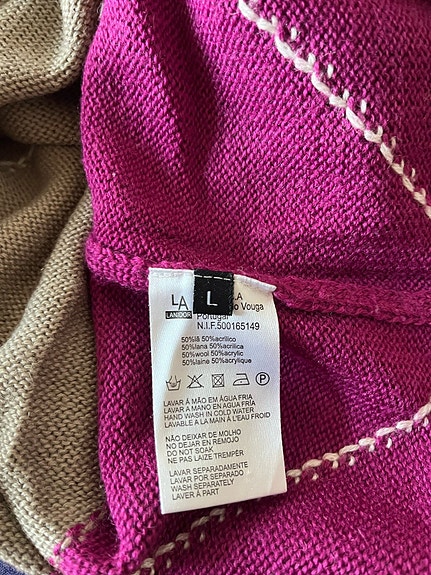 LA
LANIDOR
L
.A
o Vouga
Portugal
N.I.F.500165149
50%lã 50%acrílico
50%lana 50%acrílica
50%wool 50%acrylic
50%laine 50%acrylique
P
LAVAR À MÃO EM ÁGUA FRIA
LAVAR A MANO EN AGUA FRÍA
HAND WASH IN COLD WATER
LAVABLE A LA MAIN À L'EAU FROID
NÃO DEIXAR DE MOLHO
NO DEJAR EN REMOJO
DO NOT SOAK
NE PAS LAIZE TREMPÉR
LAVAR SEPARADAMENTE
LAVAR POR SEPARADO
WASH SEPARATELY
LAVER À PART